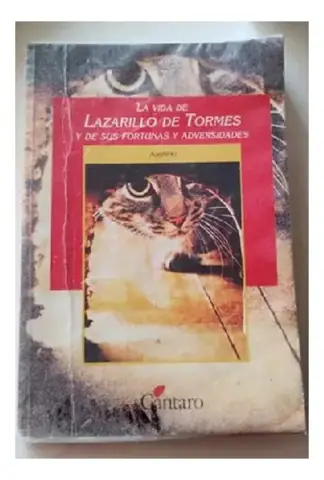 LA VIDA DE
LAZARILLO DE TORMES
Y DE SUS FORTUNAS Y ADVERSIDADES
Anónimo
Cántaro